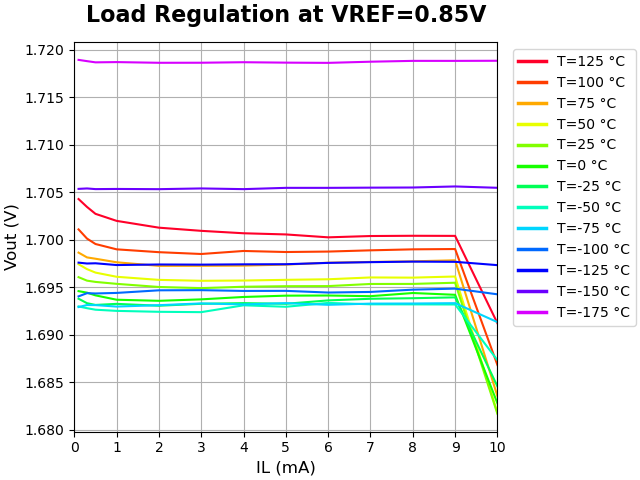 Load Regulation at VREF=0.85V
Vout (V)
1.720
1.715
1.710
1.705
1.700
1.695
1.690
1.685
1.680
0 1 2 3 4 5 6 7 8 9 10
IL (mA)
T=125 °C
T=100 °C
T=75 °C
T=50 °C
T=25 °C
T=0 °C
T=-25 °C
T=-50 °C
T=-75 °C
T=-100 °C
T=-125 °C
T=-150 °C
T=-175 °C